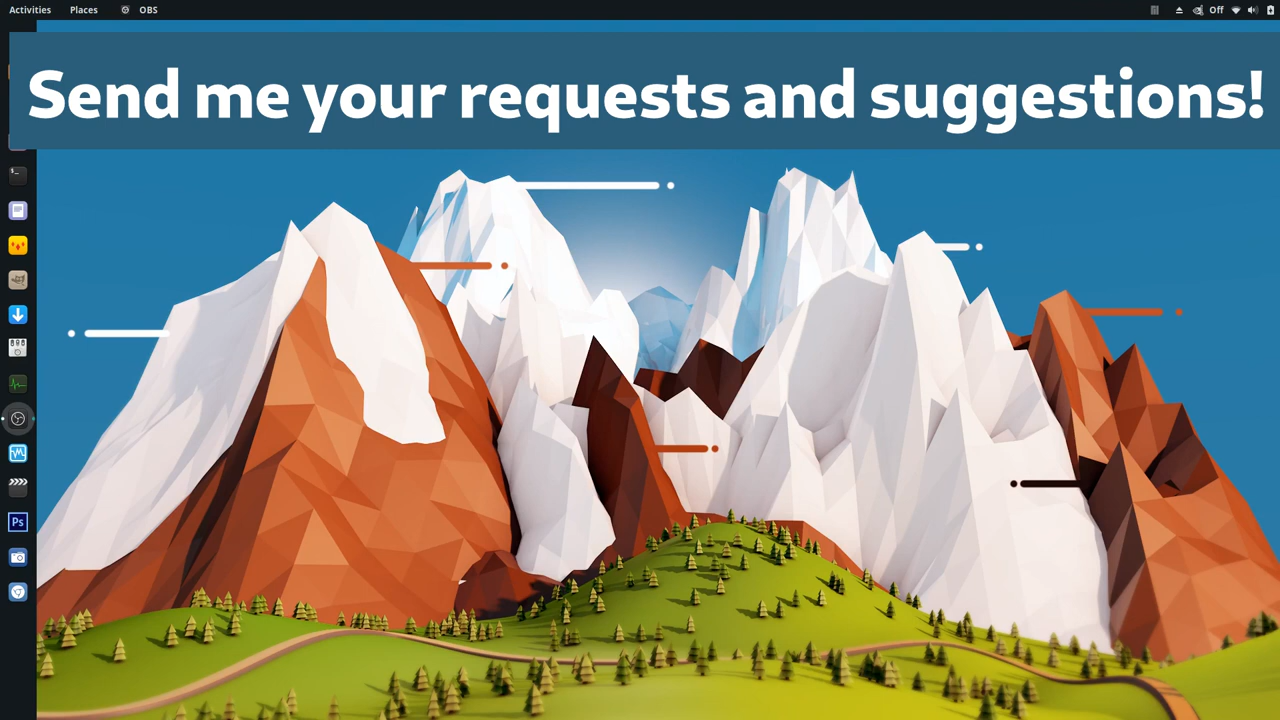 Activities Places OBS Off
Send me your requests and suggestions!
Ps